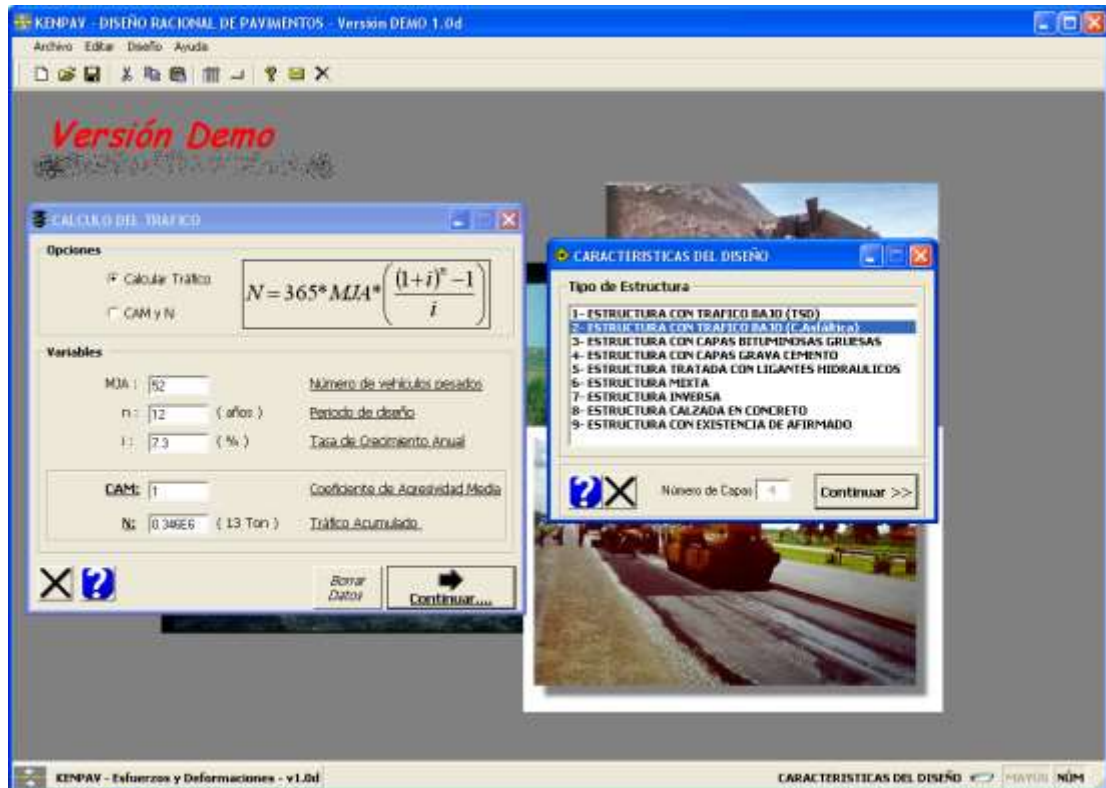 KENPAV - DISEÑO RACIONAL DE PAVIMENTOS - Versión DEMO 1.0d
Archivo Editar Diseño Ayuda
Versión Demo
CALCULO DEL TRAFICO
Opciones
Calcular Tráfico
CAM y N
N = 365* MJA* ( (1+i)^n −1 / i )
Variables
MJA : 52 Número de vehículos pesados
n : 12 ( años ) Periodo de diseño
i : 7.3 ( % ) Tasa de Crecimiento Anual
CAM: 1 Coeficiente de Agresividad Media
N: 0.346E6 ( 13 Ton ) Tráfico Acumulado
Borrar
Datos
Continuar....
CARACTERISTICAS DEL DISEÑO
Tipo de Estructura
1- ESTRUCTURA CON TRAFICO BAJO (TSD)
2- ESTRUCTURA CON TRAFICO BAJO (C.Asfáltica)
3- ESTRUCTURA CON CAPAS BITUMINOSAS GRUESAS
4- ESTRUCTURA CON CAPAS GRAVA CEMENTO
5- ESTRUCTURA TRATADA CON LIGANTES HIDRAULICOS
6- ESTRUCTURA MIXTA
7- ESTRUCTURA INVERSA
8- ESTRUCTURA CALZADA EN CONCRETO
9- ESTRUCTURA CON EXISTENCIA DE AFIRMADO
Número de Capas 4
Continuar >>
KENPAV - Esfuerzos y Deformaciones - v1.0d
CARACTERISTICAS DEL DISEÑO MAYÚS NÚM